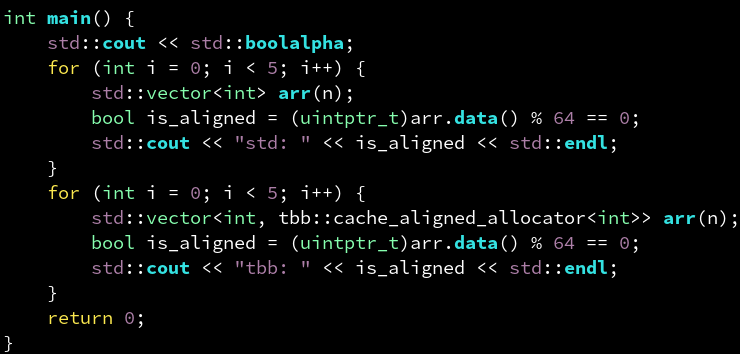 int main() {
    std::cout << std::boolalpha;
    for (int i = 0; i < 5; i++) {
        std::vector<int> arr(n);
        bool is_aligned = (uintptr_t)arr.data() % 64 == 0;
        std::cout << "std: " << is_aligned << std::endl;
    }
    for (int i = 0; i < 5; i++) {
        std::vector<int, tbb::cache_aligned_allocator<int>> arr(n);
        bool is_aligned = (uintptr_t)arr.data() % 64 == 0;
        std::cout << "tbb: " << is_aligned << std::endl;
    }
    return 0;
}